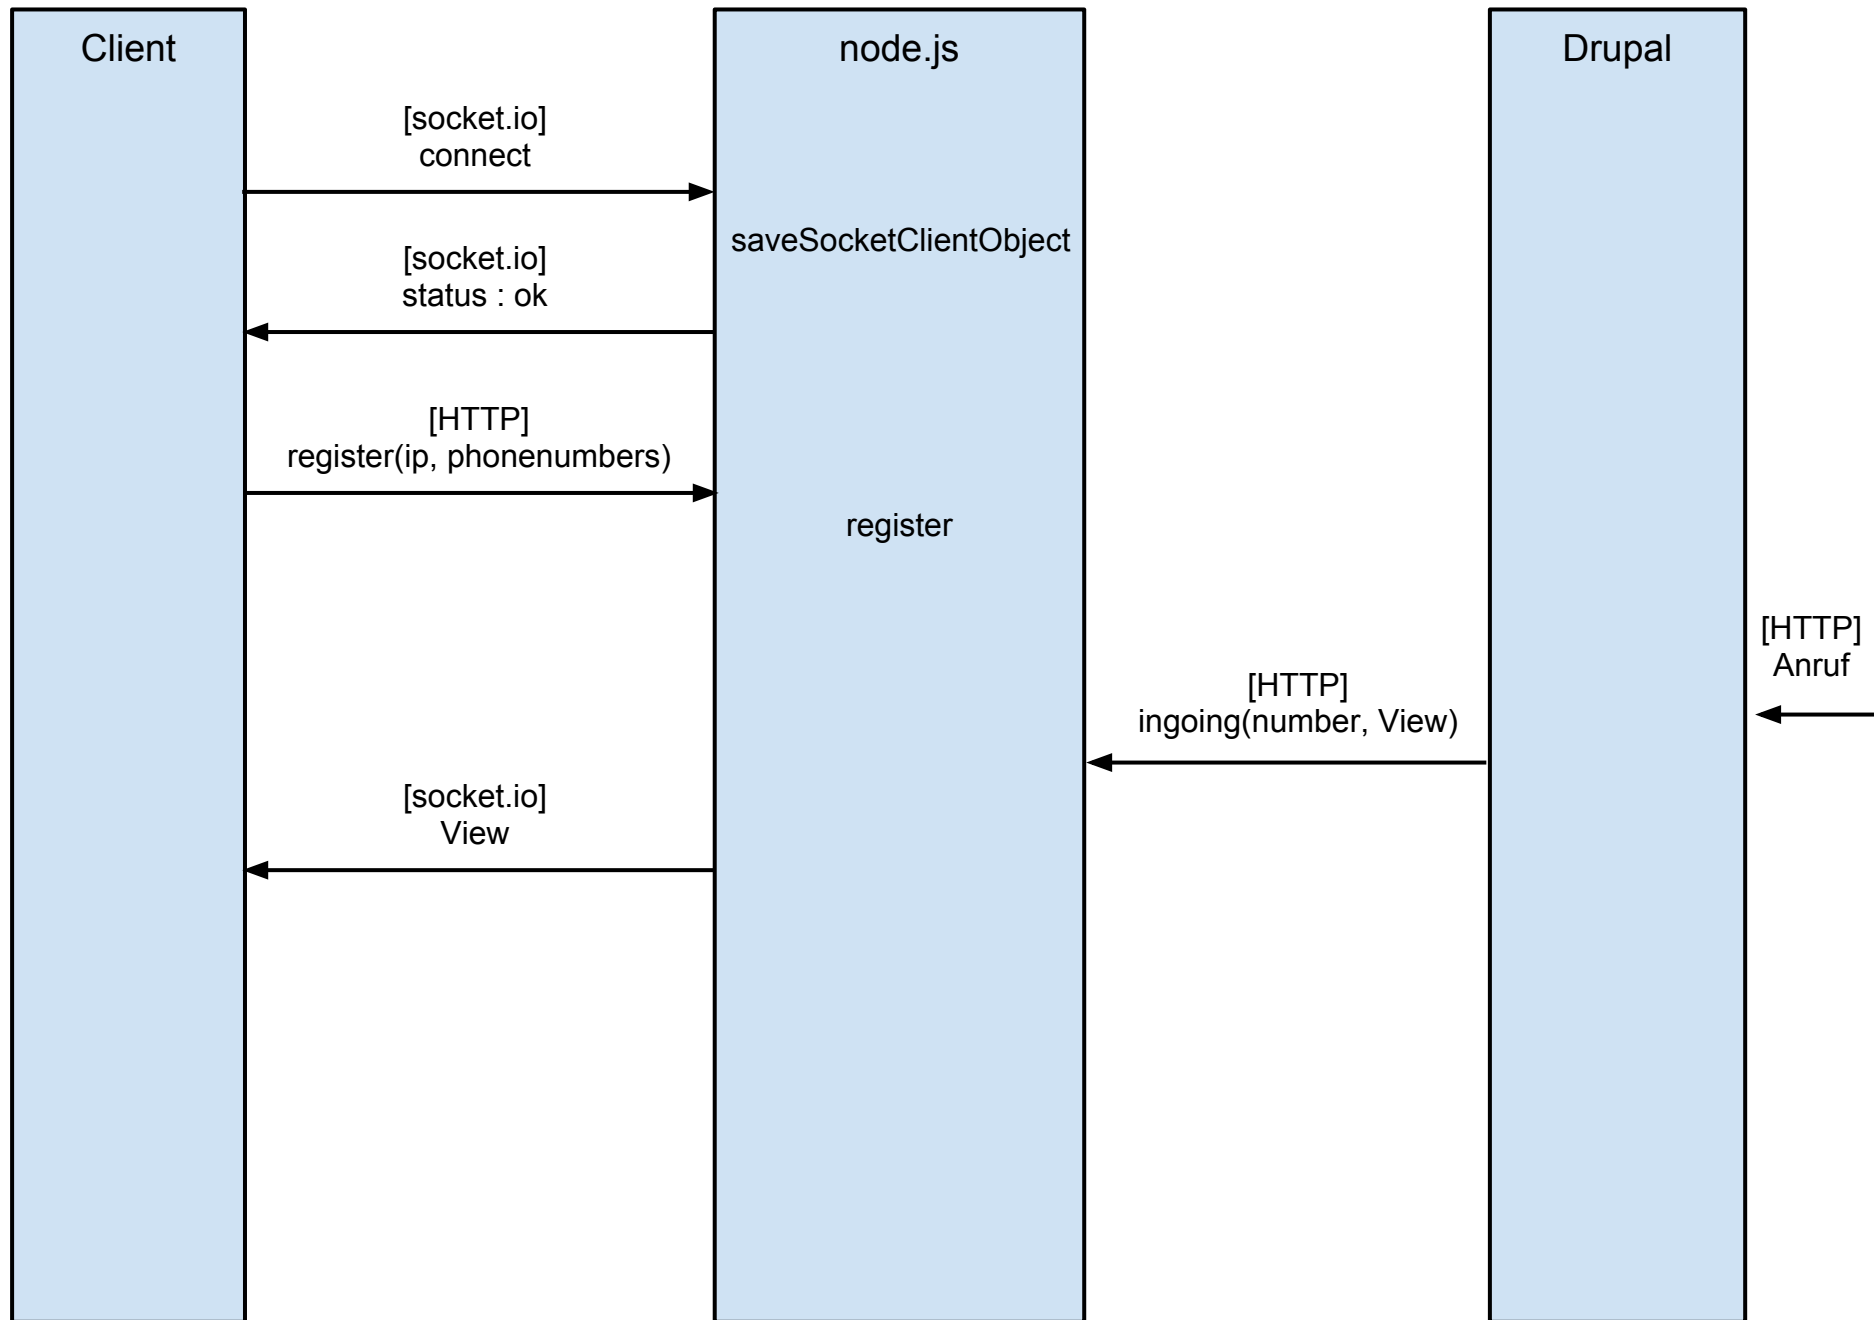 Client
node.js
Drupal
[socket.io]
connect
saveSocketClientObject
[socket.io]
status : ok
[HTTP]
register(ip, phonenumbers)
register
[HTTP]
Anruf
[HTTP]
ingoing(number, View)
[socket.io]
View